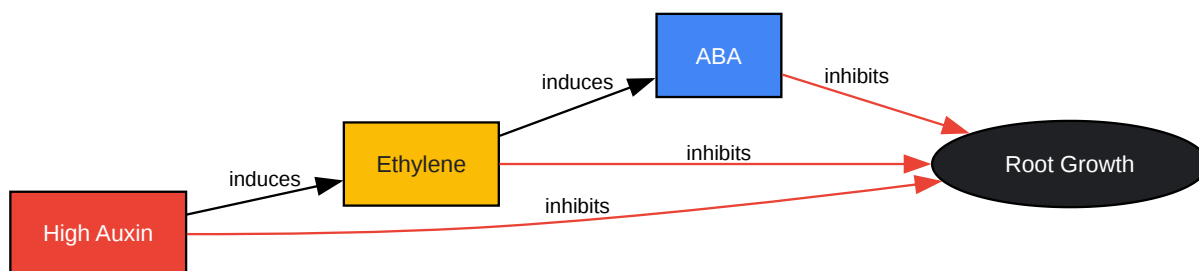 ABA
induces
inhibits
Ethylene
inhibits
Root Growth
induces
inhibits
High Auxin